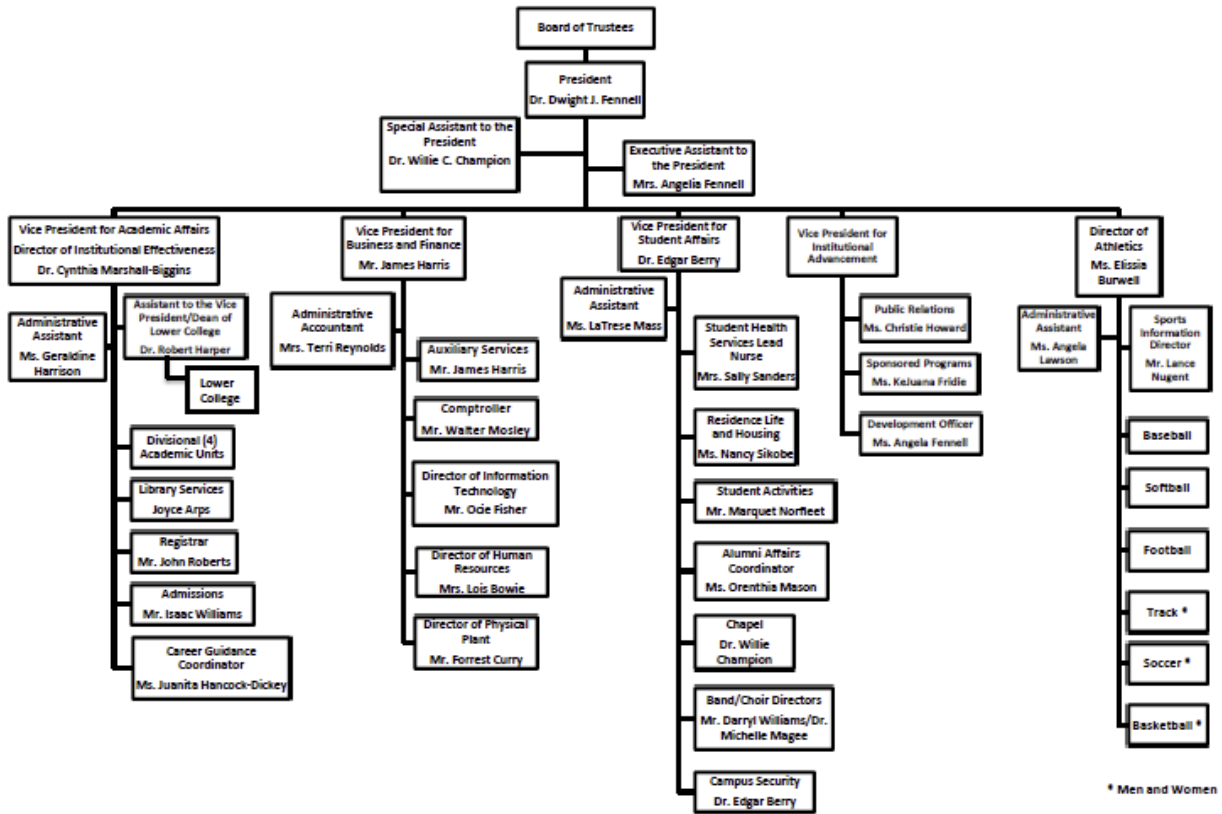 Board of Trustees
President
Dr. Dwight J. Fennell
Special Assistant to the
President
Dr. Willie C. Champion
Executive Assistant to
the President
Mrs. Angelia Fennell
Vice President for Academic Affairs
Director of Institutional Effectiveness
Dr. Cynthia Marshall-Biggins
Administrative
Assistant
Ms. Geraldine
Harrison
Assistant to the Vice
President/Dean of
Lower College
Dr. Robert Harper
Lower
College
Divisional (4)
Academic Units
Library Services
Joyce Arps
Registrar
Mr. John Roberts
Admissions
Mr. Isaac Williams
Career Guidance
Coordinator
Ms. Juanita Hancock-Dickey
Vice President for
Business and Finance
Mr. James Harris
Administrative
Accountant
Mrs. Terri Reynolds
Auxiliary Services
Mr. James Harris
Comptroller
Mr. Walter Mosley
Director of Information
Technology
Mr. Ocie Fisher
Director of Human
Resources
Mrs. Lois Bowie
Director of Physical
Plant
Mr. Forrest Curry
Vice President for
Student Affairs
Dr. Edgar Berry
Administrative
Assistant
Ms. LaTrese Mass
Student Health
Services Lead
Nurse
Mrs. Sally Sanders
Residence Life
and Housing
Ms. Nancy Sikobe
Student Activities
Mr. Marquet Norfleet
Alumni Affairs
Coordinator
Ms. Orenthia Mason
Chapel
Dr. Willie
Champion
Band/Choir Directors
Mr. Darryl Williams/Dr.
Michelle Magee
Campus Security
Dr. Edgar Berry
Vice President for
Institutional
Advancement
Public Relations
Ms. Christie Howard
Sponsored Programs
Ms. KeJuana Fridie
Development Officer
Ms. Angela Fennell
Director of
Athletics
Ms. Elissia
Burwell
Administrative
Assistant
Ms. Angela
Lawson
Sports
Information
Director
Mr. Lance
Nugent
Baseball
Softball
Football
Track *
Soccer *
Basketball *
* Men and Women